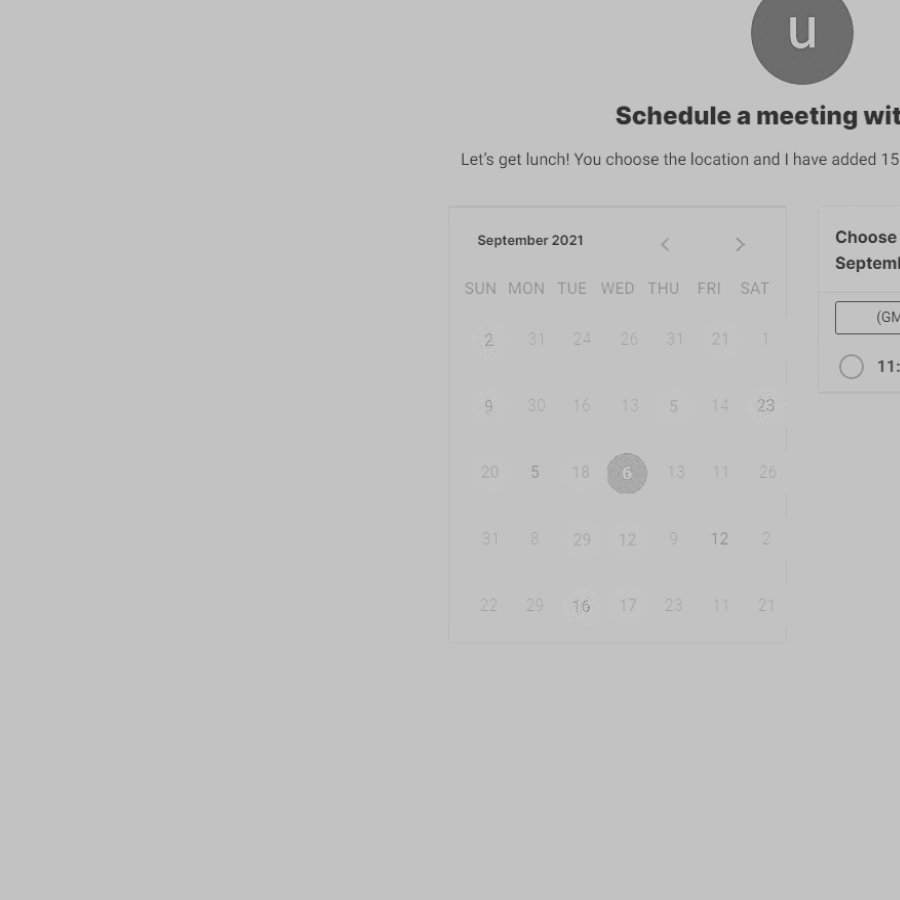 u
Schedule a meeting wit
Let's get lunch! You choose the location and I have added 15
September 2021
SUN MON TUE WED THU FRI SAT
2 31 24 26 31 21 1
9 30 16 13 5 14 23
20 5 18 6 13 11 26
31 8 29 12 9 12 2
22 29 16 17 23 11 21
Choose
Septem
(GM
11: